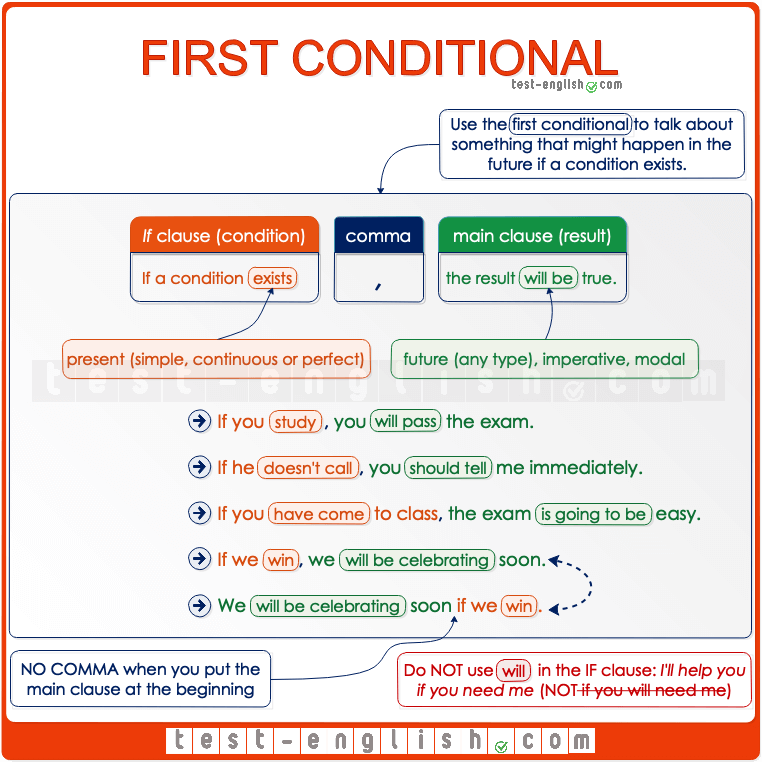 FIRST CONDITIONAL
test-english.com
Use the first conditional to talk about
something that might happen in the
future if a condition exists.
If clause (condition)
comma
main clause (result)
If a condition exists
,
the result will be true.
present (simple, continuous or perfect)
future (any type), imperative, modal
test-english.com
If you study, you will pass the exam.
If he doesn't call, you should tell me immediately.
If you have come to class, the exam is going to be easy.
If we win, we will be celebrating soon.
We will be celebrating soon if we win.
NO COMMA when you put the
main clause at the beginning
Do NOT use will in the IF clause: I'll help you
if you need me (NOT if you will need me)
test-english.com